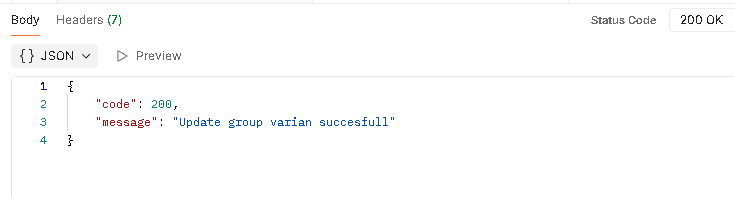 Body Headers (7) Status Code 200 OK
{} JSON Preview
1 {
2 "code": 200,
3 "message": "Update group varian succesfull"
4 }